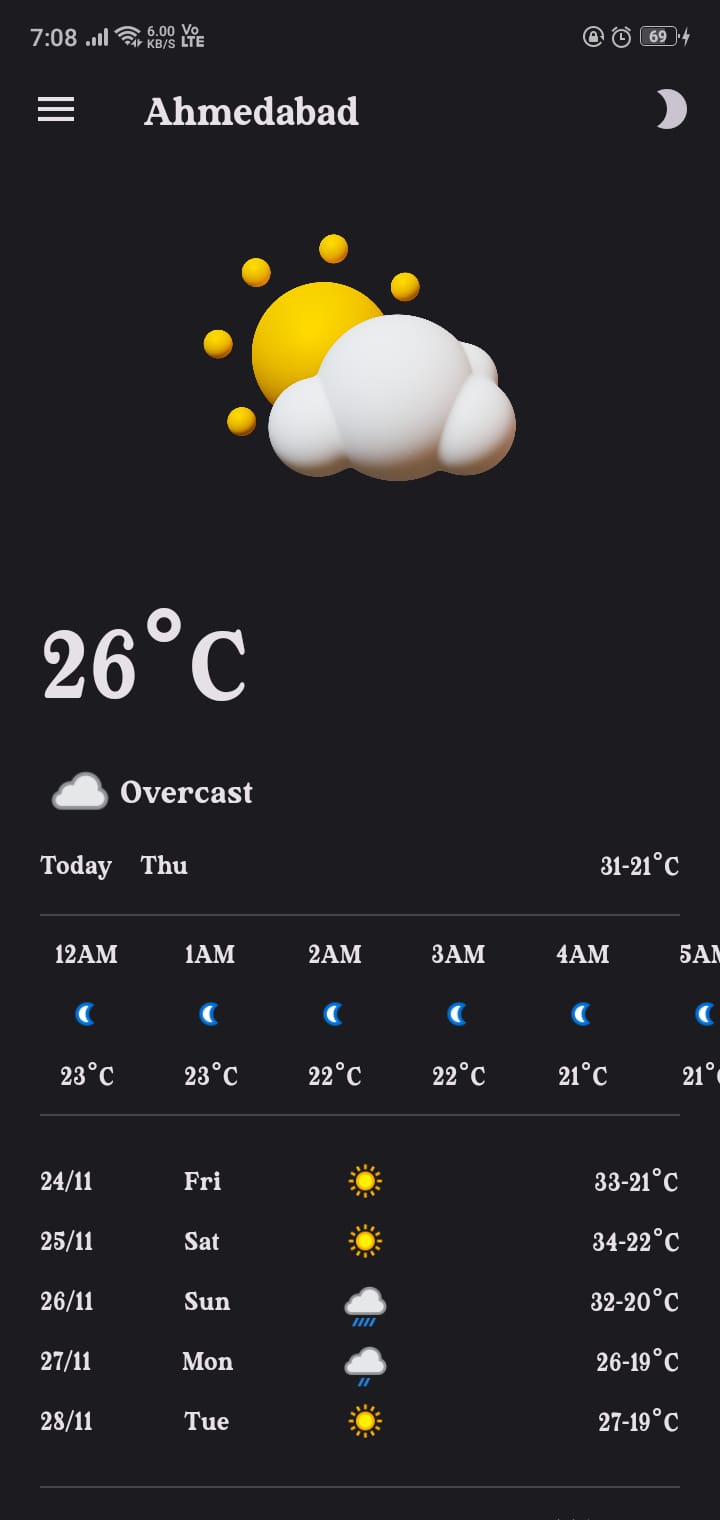 7:08 6.00 KB/S Vo LTE 69
Ahmedabad
26°C
Overcast
Today Thu 31-21°C
12AM 1AM 2AM 3AM 4AM 5AM
23°C 23°C 22°C 22°C 21°C 21°C
24/11 Fri 33-21°C
25/11 Sat 34-22°C
26/11 Sun 32-20°C
27/11 Mon 26-19°C
28/11 Tue 27-19°C